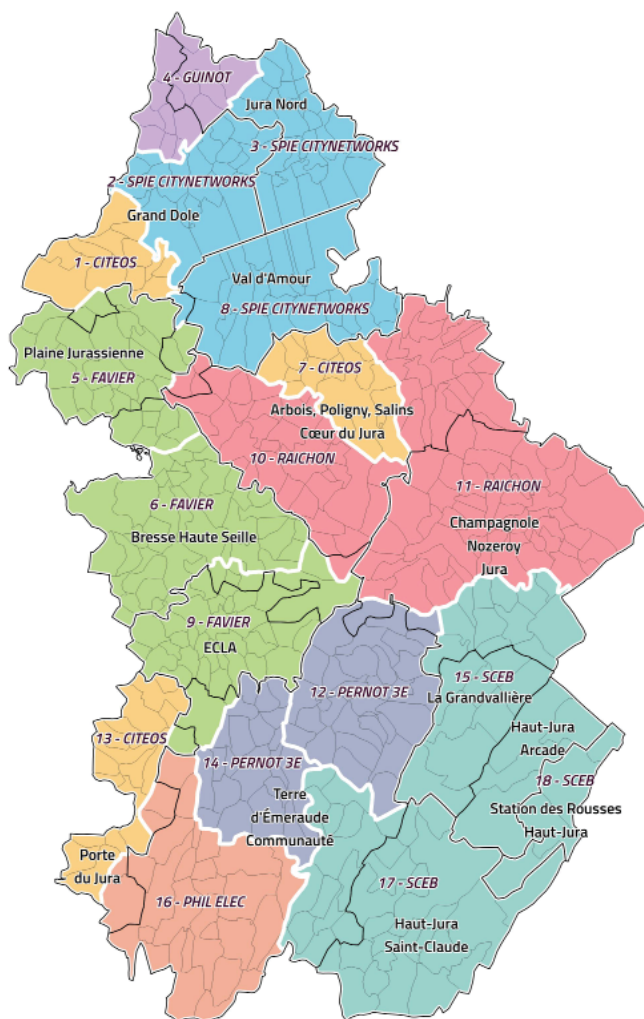 4 - GUINOT
Jura Nord
3 - SPIE CITYNETWORKS
2 - SPIE CITYNETWORKS
Grand Dole
1 - CITEOS
Val d'Amour
8 - SPIE CITYNETWORKS
Plaine Jurassienne
5 - FAVIER
7 - CITEOS
Arbois, Poligny, Salins
Cœur du Jura
10 - RAICHON
11 - RAICHON
Champagnole
Nozeroy
Jura
6 - FAVIER
Bresse Haute Seille
9 - FAVIER
ECLA
12 - PERNOT 3E
15 - SCEB
La Grandvallière
13 - CITEOS
14 - PERNOT 3E
Haut-Jura
Arcade
18 - SCEB
Station des Rousses
Haut-Jura
Terre
d'Émeraude
Communauté
Porte
du Jura
16 - PHIL ELEC
17 - SCEB
Haut-Jura
Saint-Claude